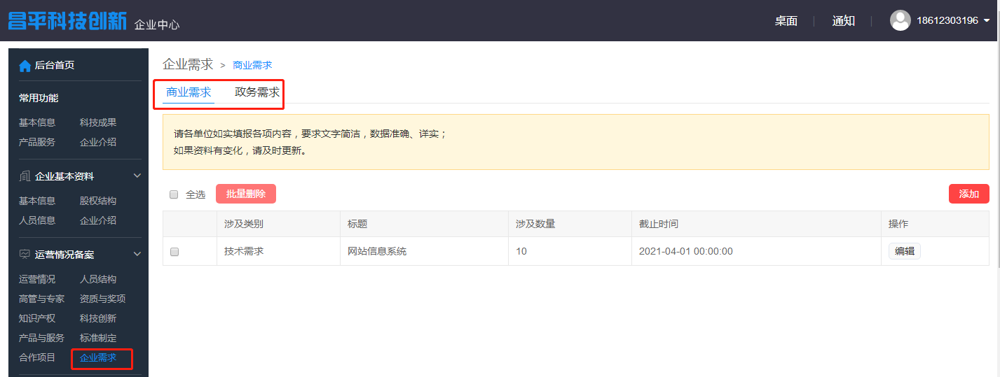 昌平科技创新 企业中心
桌面 | 通知 | 18612303196
后台首页
常用功能
基本信息 科技成果
产品服务 企业介绍
企业基本资料
基本信息 股权结构
人员信息 企业介绍
运营情况备案
运营情况 人员结构
高管与专家 资质与奖项
知识产权 科技创新
产品与服务 标准制定
合作项目 企业需求
企业需求 > 商业需求
商业需求 政务需求
请各单位如实填报各项内容，要求文字简洁，数据准确、详实；
如果资料有变化，请及时更新。
全选 批量删除 添加
涉及类别 标题 涉及数量 截止时间 操作
技术需求 网站信息系统 10 2021-04-01 00:00:00 编辑